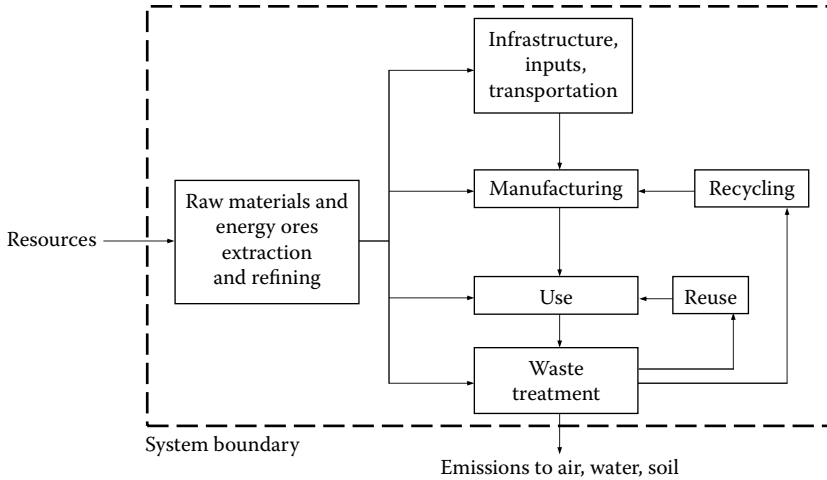 Infrastructure,
inputs,
transportation
Raw materials and
energy ores
extraction
and refining
Manufacturing
Recycling
Resources
Use
Reuse
Waste
treatment
System boundary
Emissions to air, water, soil